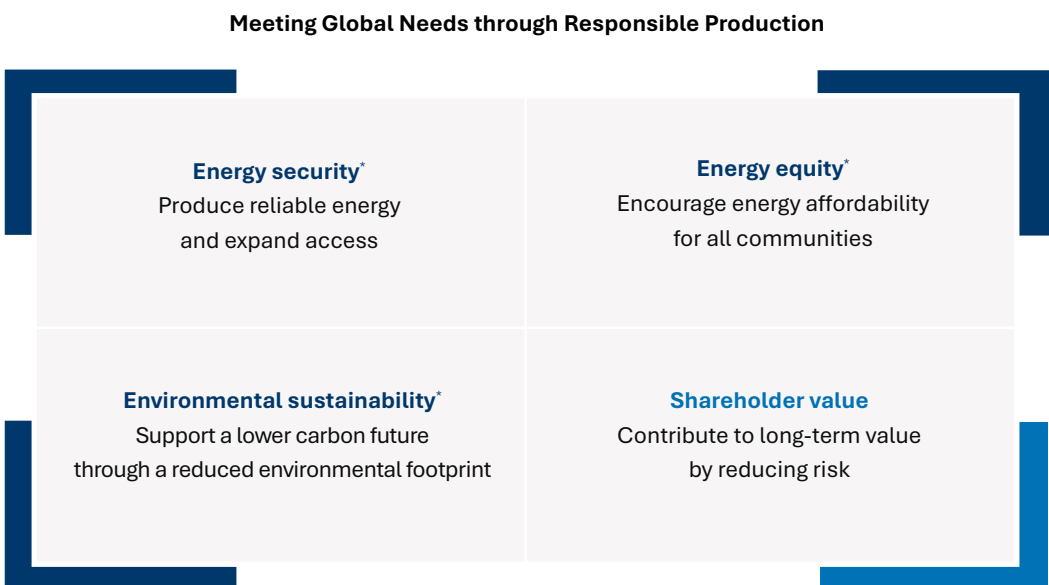 Meeting Global Needs through Responsible Production
Energy security*
Produce reliable energy
and expand access
Energy equity*
Encourage energy affordability
for all communities
Environmental sustainability*
Support a lower carbon future
through a reduced environmental footprint
Shareholder value
Contribute to long-term value
by reducing risk